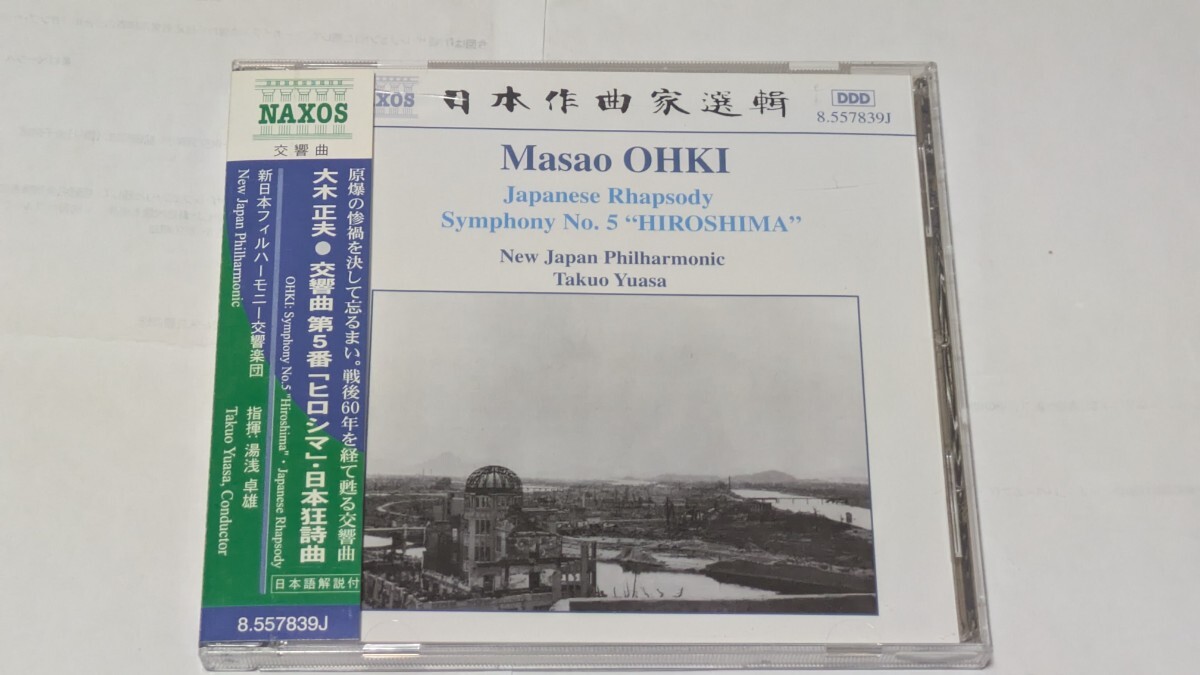 NAXOS
交響曲
原爆の惨禍を決して忘るまい。戦後60年を経て甦る交響曲
大木 正夫●交響曲 第5番「ヒロシマ」・日本狂詩曲
OHKI: Symphony No.5 "Hiroshima"・Japanese Rhapsody
新日本フィルハーモニー交響楽団 指揮:湯浅 卓雄
New Japan Philharmonic Takuo Yuasa, Conductor
日本語解説付
8.557839J
XOS
日本作曲家選輯
DDD
8.557839J
Masao OHKI
Japanese Rhapsody
Symphony No. 5 “HIROSHIMA”
New Japan Philharmonic
Takuo Yuasa